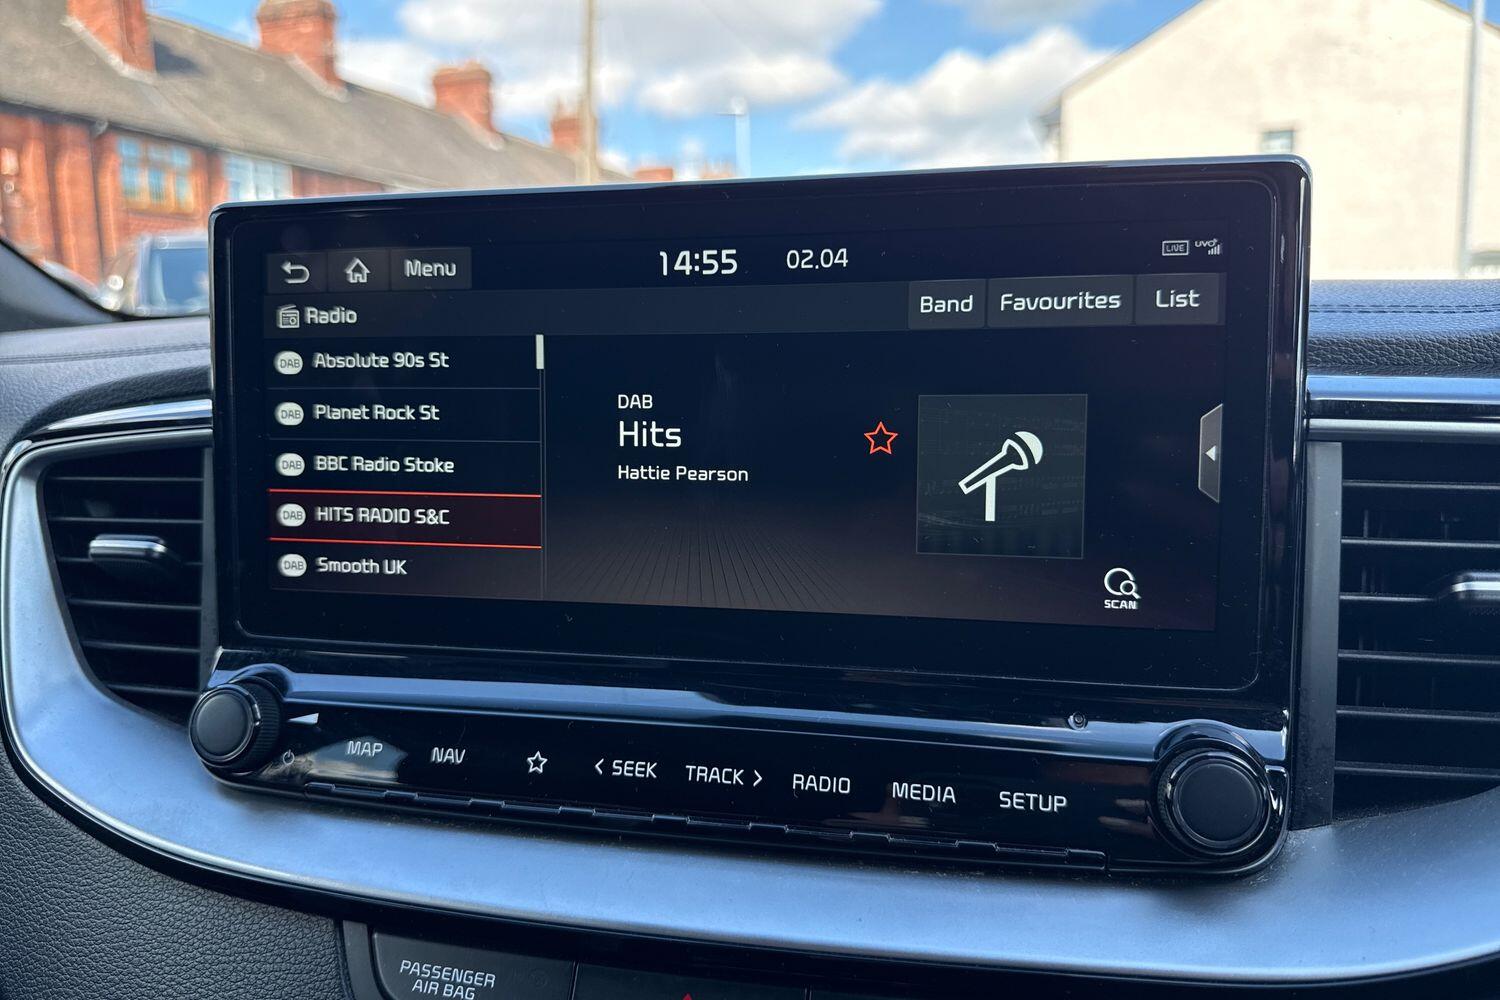 Menu
14:55 02.04
LIVE UVO
Radio
Band Favourites List
DAB Absolute 90s St
DAB Planet Rock St
DAB BBC Radio Stoke
DAB HITS RADIO S&C
DAB Smooth UK
DAB
Hits
Hattie Pearson
SCAN
MAP NAV < SEEK TRACK > RADIO MEDIA SETUP
PASSENGER
AIR BAG